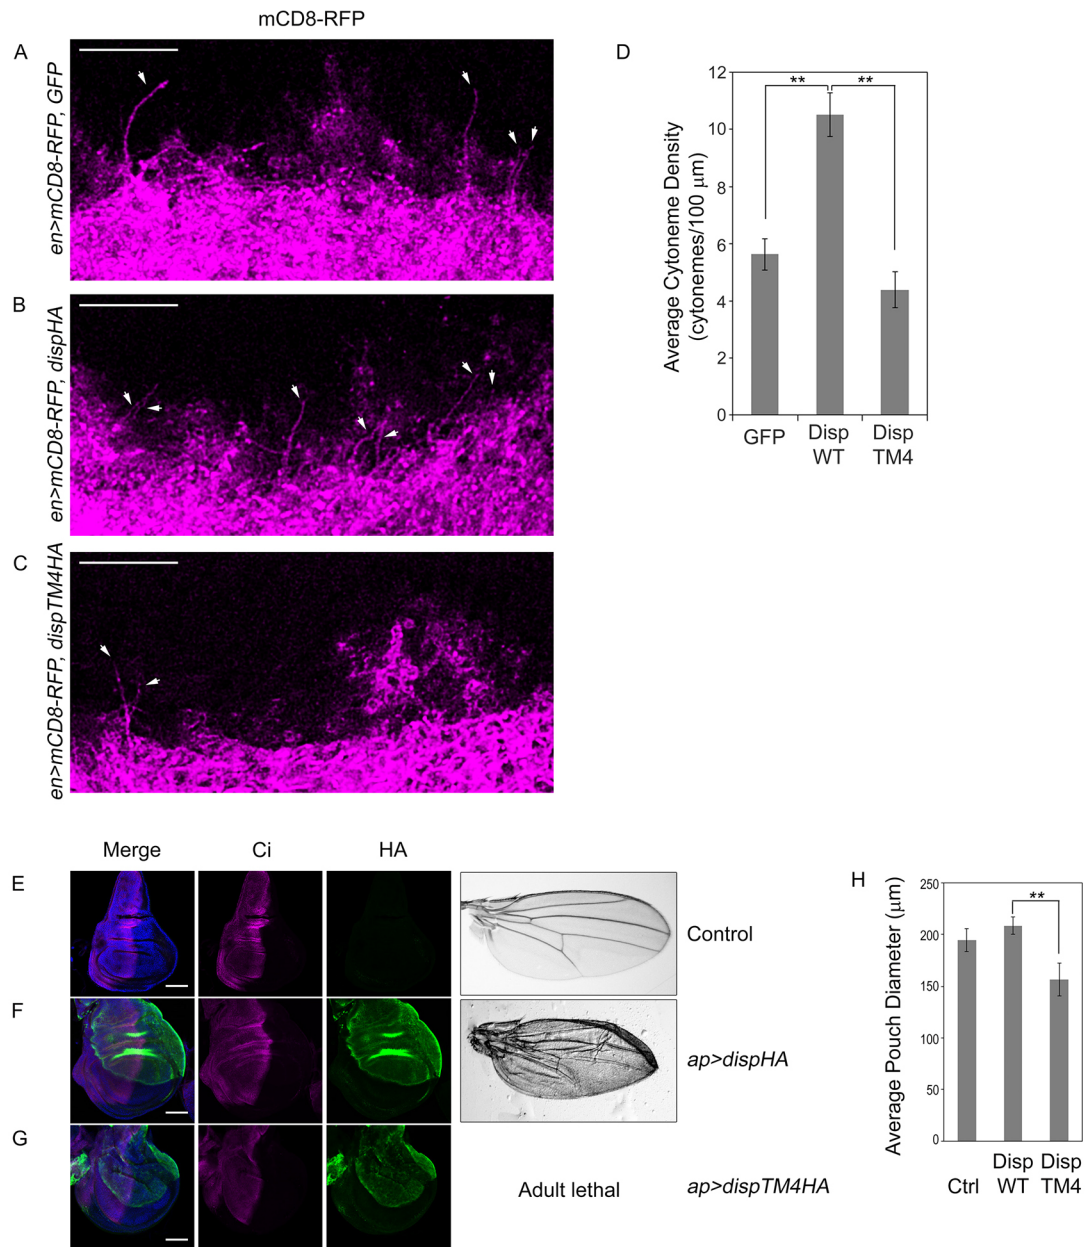 mCD8-RFP
A
en>mCD8-RFP, GFP
B
en>mCD8-RFP, dispHA
C
en>mCD8-RFP, dispTM4HA
D
Average Cytoneme Density
(cytonemes/100 μm)
12
10
8
6
4
2
0
** **
GFP
Disp
WT
Disp
TM4
Merge Ci HA
E
Control
F
ap>dispHA
G
Adult lethal
ap>dispTM4HA
H
Average Pouch Diameter (μm)
250
200
150
100
50
0
**
Ctrl
Disp
WT
Disp
TM4